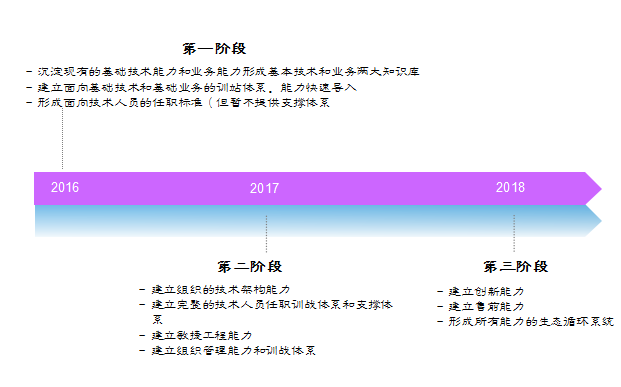 第一阶段
- 沉淀现有的基础技术能力和业务能力形成基本技术和业务两大知识库
- 建立面向基础技术和基础业务的训站体系，能力快速导入
- 形成面向技术人员的任职标准（但暂不提供支撑体系
2016
2017
2018
第二阶段
- 建立组织的技术架构能力
- 建立完整的技术人员任职训战体系和支撑体
系
- 建立教授工程能力
- 建立组织管理能力和训战体系
第三阶段
- 建立创新能力
- 建立售前能力
- 形成所有能力的生态循环系统